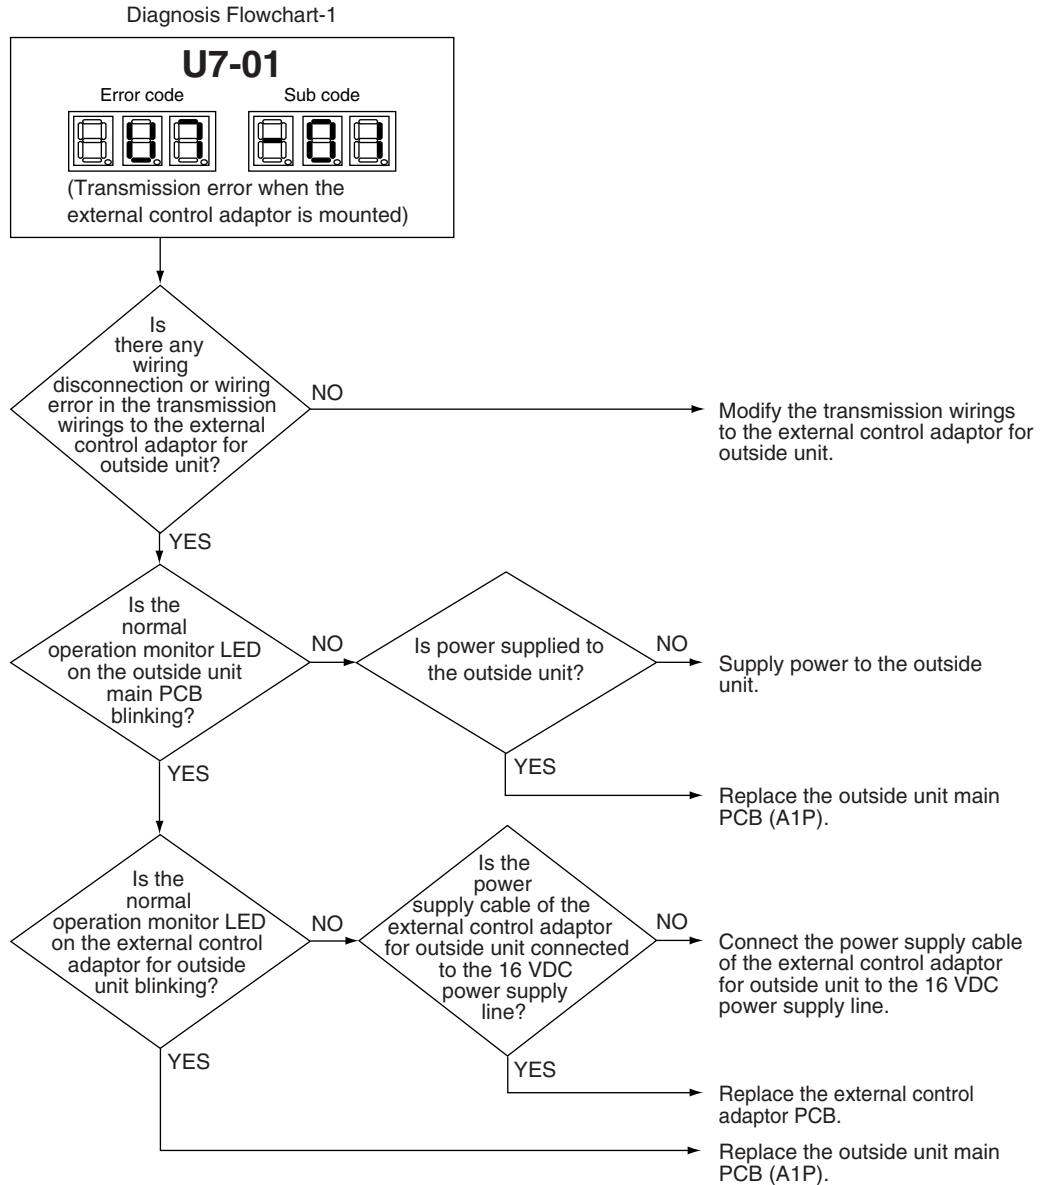 Diagnosis Flowchart-1
U7-01
Error code
Sub code
U7
-01
(Transmission error when the
external control adaptor is mounted)
Is
there any
wiring
disconnection or wiring
error in the transmission
wirings to the external
control adaptor for
outside unit?
NO
Modify the transmission wirings
to the external control adaptor for
outside unit.
YES
Is the
normal
operation monitor LED
on the outside unit
main PCB
blinking?
NO
Is power supplied to
the outside unit?
NO
Supply power to the outside
unit.
YES
YES
Replace the outside unit main
PCB (A1P).
Is the
normal
operation monitor LED
on the external control
adaptor for outside
unit blinking?
NO
Is the
power
supply cable of the
external control adaptor
for outside unit connected
to the 16 VDC
power supply
line?
NO
Connect the power supply cable
of the external control adaptor
for outside unit to the 16 VDC
power supply line.
YES
YES
Replace the external control
adaptor PCB.
Replace the outside unit main
PCB (A1P).